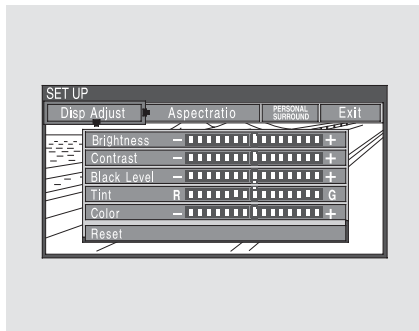 SET UP
Disp Adjust Aspectratio PERSONAL SURROUND Exit
Brightness - +
Contrast - +
Black Level - +
Tint R G
Color - +
Reset